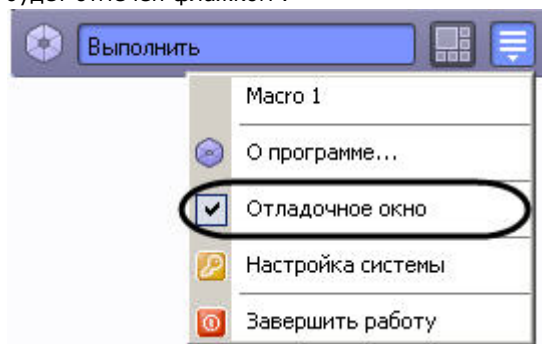 будет отмечен флажком .
Выполнить
Macro 1
О программе...
Отладочное окно
Настройка системы
Завершить работу